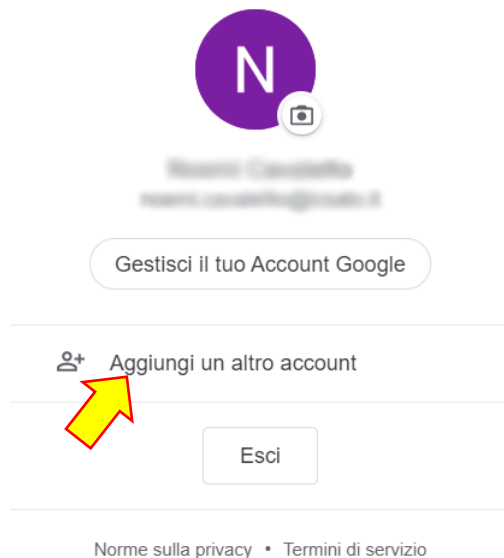 N
Gestisci il tuo Account Google
Aggiungi un altro account
Esci
Norme sulla privacy • Termini di servizio